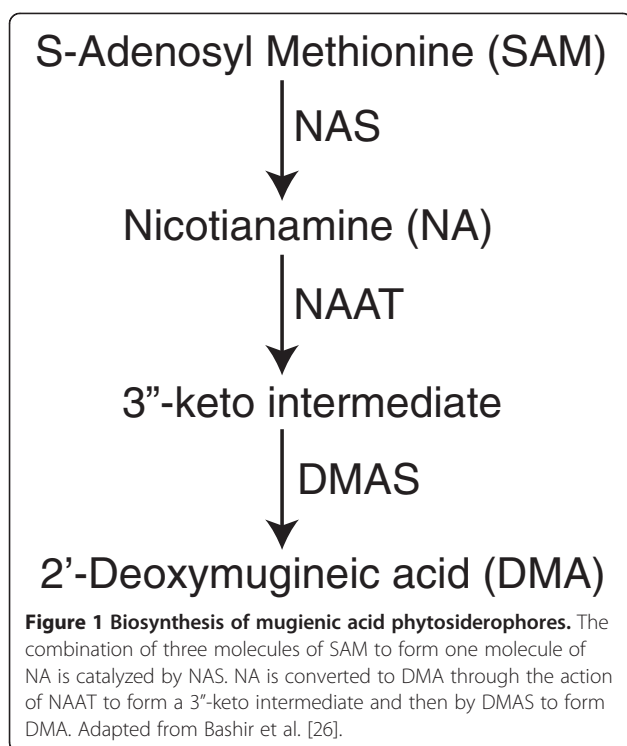 S-Adenosyl Methionine (SAM)
NAS
Nicotianamine (NA)
NAAT
3”-keto intermediate
DMAS
2’-Deoxymugineic acid (DMA)
Figure 1 Biosynthesis of mugienic acid phytosiderophores. The
combination of three molecules of SAM to form one molecule of
NA is catalyzed by NAS. NA is converted to DMA through the action
of NAAT to form a 3”-keto intermediate and then by DMAS to form
DMA. Adapted from Bashir et al. [26].